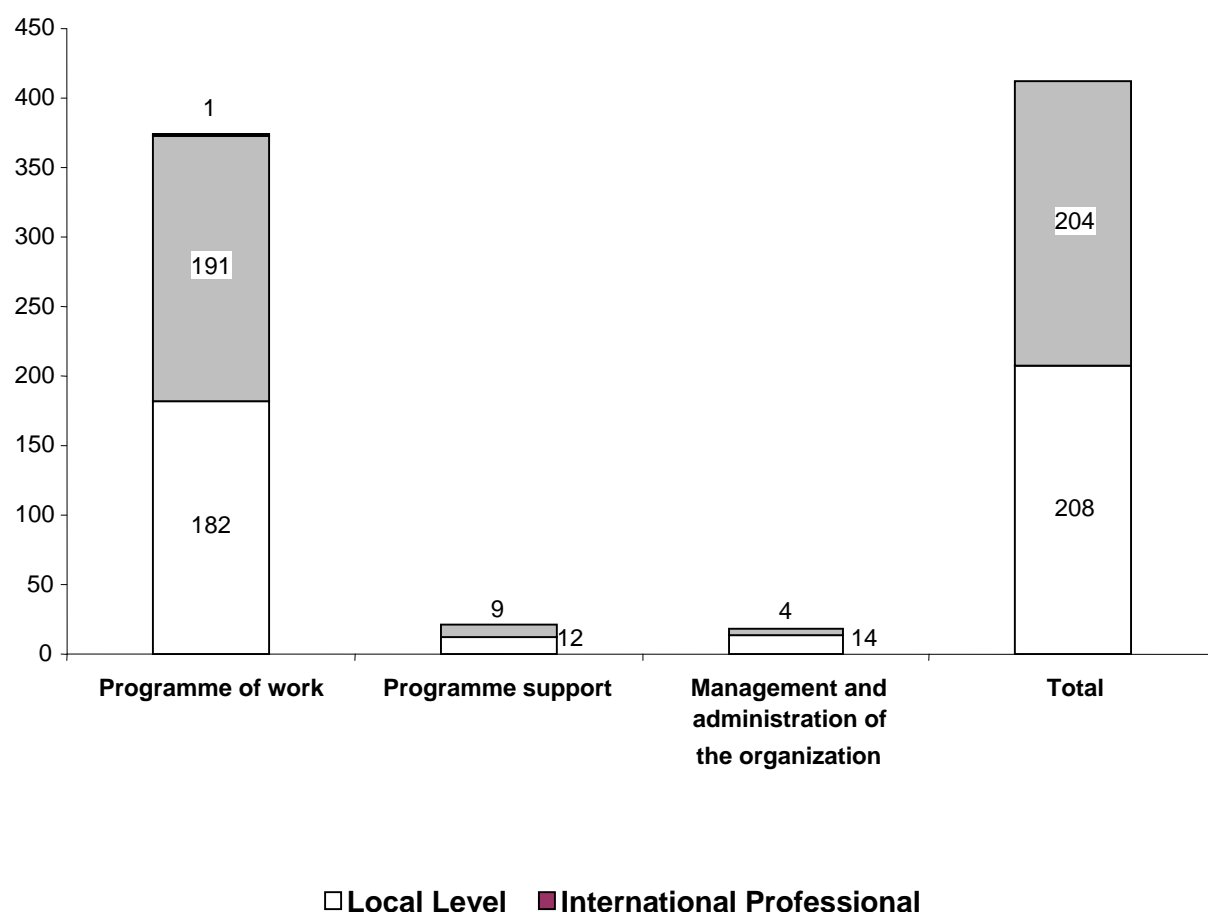 450
400
350
300
250
200
150
100
50
0
1
191
182
9
12
4
14
204
208
Programme of work
Programme support
Management and
administration of
the organization
Total
Local Level International Professional